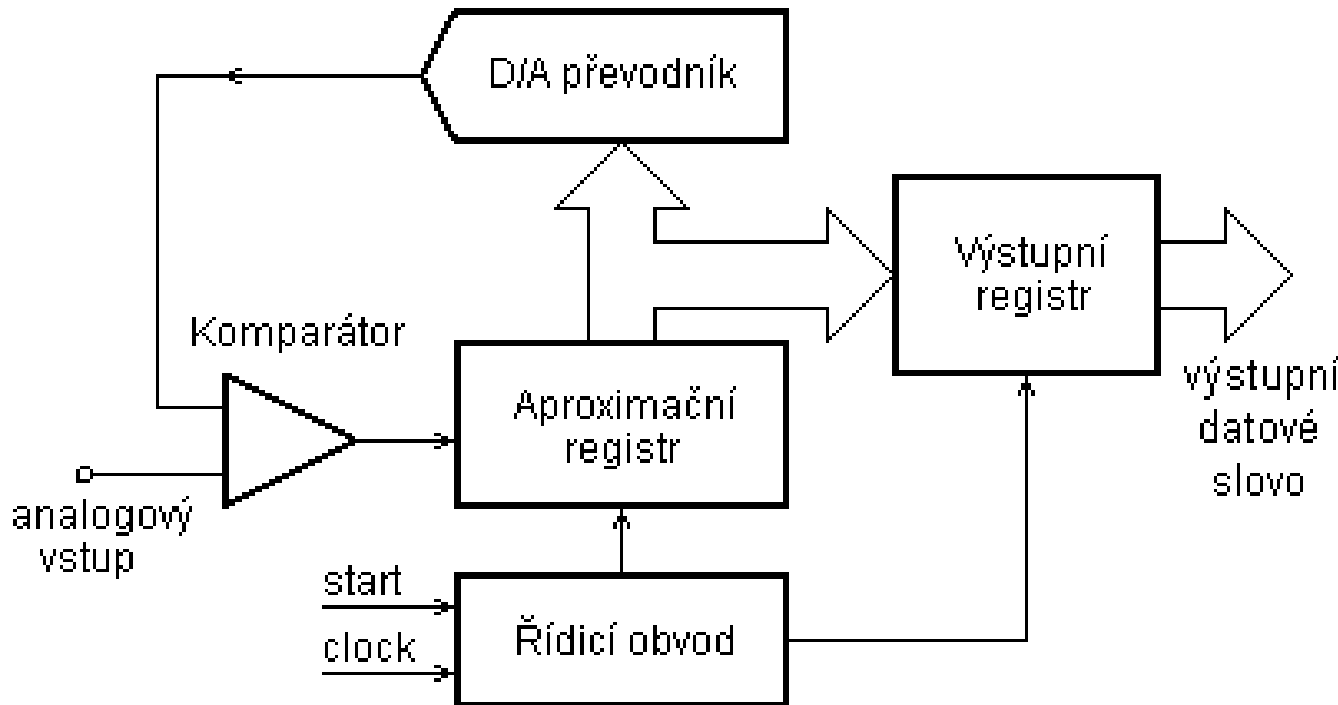 D/A převodník
Výstupní
registr
Komparátor
Aproximační
registr
výstupní
datové
slovo
analogový
vstup
start
clock
Řídicí obvod